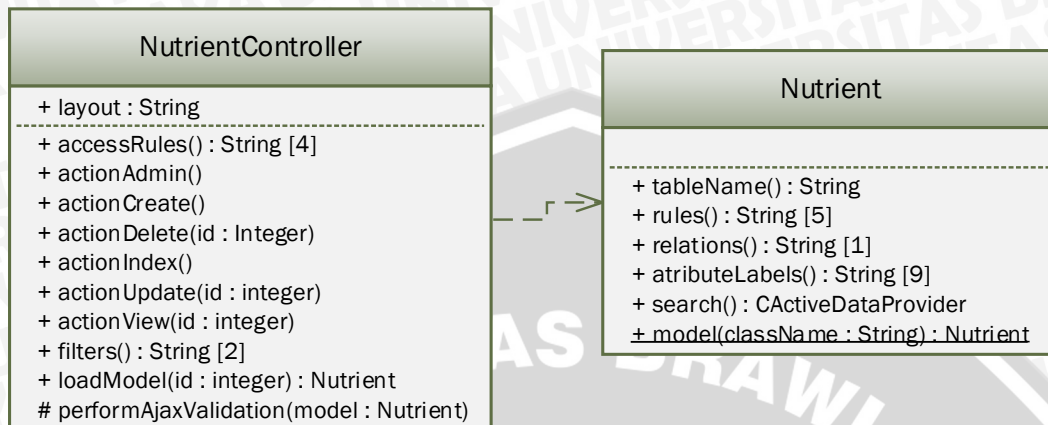 NutrientController
+ layout : String
+ accessRules() : String [4]
+ actionAdmin()
+ actionCreate()
+ actionDelete(id : Integer)
+ actionIndex()
+ actionUpdate(id : integer)
+ actionView(id : integer)
+ filters() : String [2]
+ loadModel(id : integer) : Nutrient
# performAjaxValidation(model : Nutrient)
Nutrient
+ tableName() : String
+ rules() : String [5]
+ relations() : String [1]
+ atributeLabels() : String [9]
+ search() : CActiveDataProvider
+ model(className : String) : Nutrient